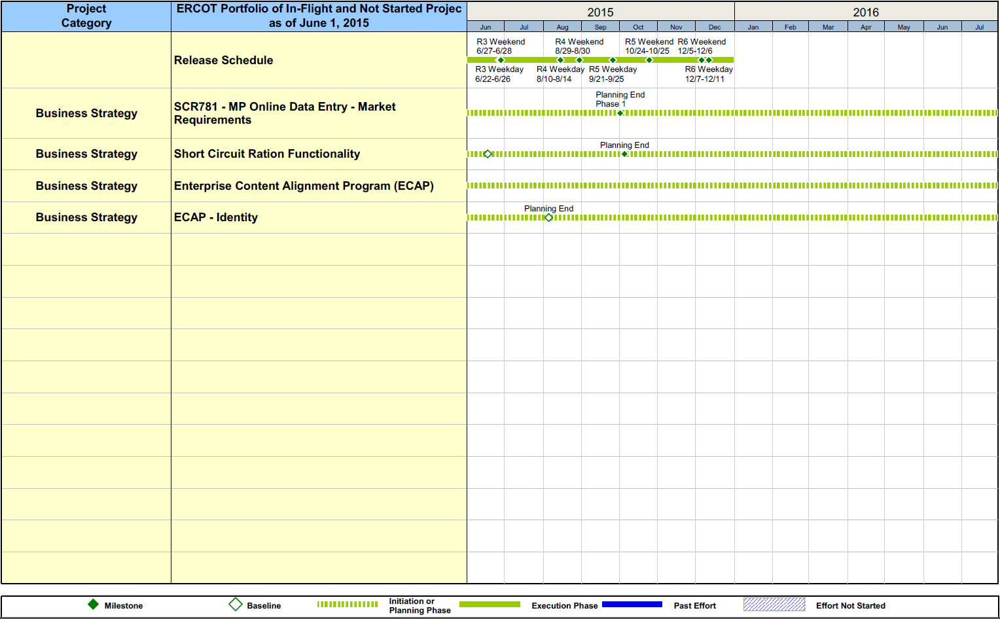 Project
Category
ERCOT Portfolio of In-Flight and Not Started Projec
as of June 1, 2015
2015
2016
Jun Jul Aug Sep Oct Nov Dec Jan Feb Mar Apr May Jun Jul
Release Schedule
R3 Weekend R4 Weekend R5 Weekend R6 Weekend
6/27-6/28 8/29-8/30 10/24-10/25 12/5-12/6
R3 Weekday R4 Weekday R5 Weekday R6 Weekday
6/22-6/26 8/10-8/14 9/21-9/25 12/7-12/11
Business Strategy
SCR781 - MP Online Data Entry - Market
Requirements
Planning End
Phase 1
Business Strategy
Short Circuit Ration Functionality
Planning End
Business Strategy
Enterprise Content Alignment Program (ECAP)
Business Strategy
ECAP - Identity
Planning End
Milestone
Baseline
Initiation or
Planning Phase
Execution Phase
Past Effort
Effort Not Started